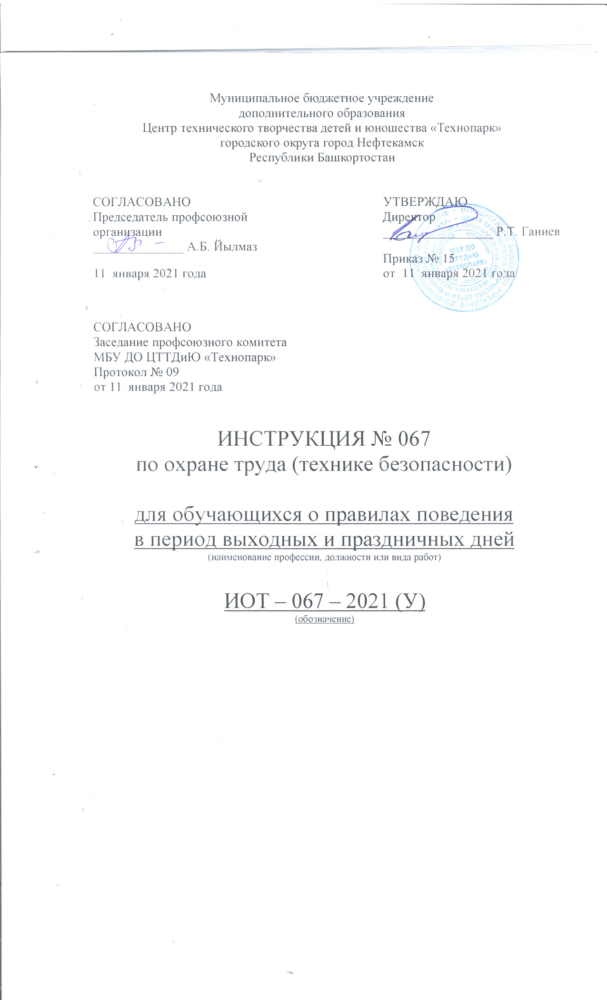 Муниципальное бюджетное учреждение
дополнительного образования
Центр технического творчества детей и юношества «Технопарк»
городского округа город Нефтекамск
Республики Башкортостан
СОГЛАСОВАНО
Председатель профсоюзной
организации
______________ А.Б. Йылмаз
11 января 2021 года
УТВЕРЖДАЮ
Директор
Р.Т. Ганиев
Приказ № 15
от 11 января 2021 года
МБУ ДО
ЦТТДиЮ
«ТЕХНОПАРК»
СОГЛАСОВАНО
Заседание профсоюзного комитета
МБУ ДО ЦТТДиЮ «Технопарк»
Протокол № 09
от 11 января 2021 года
ИНСТРУКЦИЯ № 067
по охране труда (технике безопасности)
для обучающихся о правилах поведения
в период выходных и праздничных дней
(наименование профессии, должности или вида работ)
ИОТ – 067 – 2021 (У)
(обозначение)